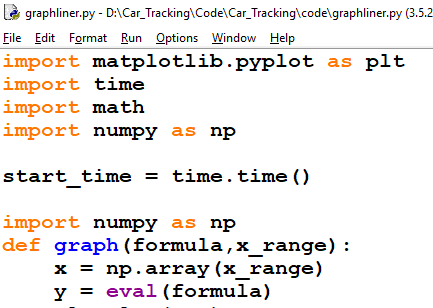 graphliner.py - D:\Car_Tracking\Code\Car_Tracking\code\graphliner.py (3.5.2
File Edit Format Run Options Window Help
import matplotlib.pyplot as plt
import time
import math
import numpy as np
start_time = time.time()
import numpy as np
def graph(formula,x_range):
    x = np.array(x_range)
    y = eval(formula)